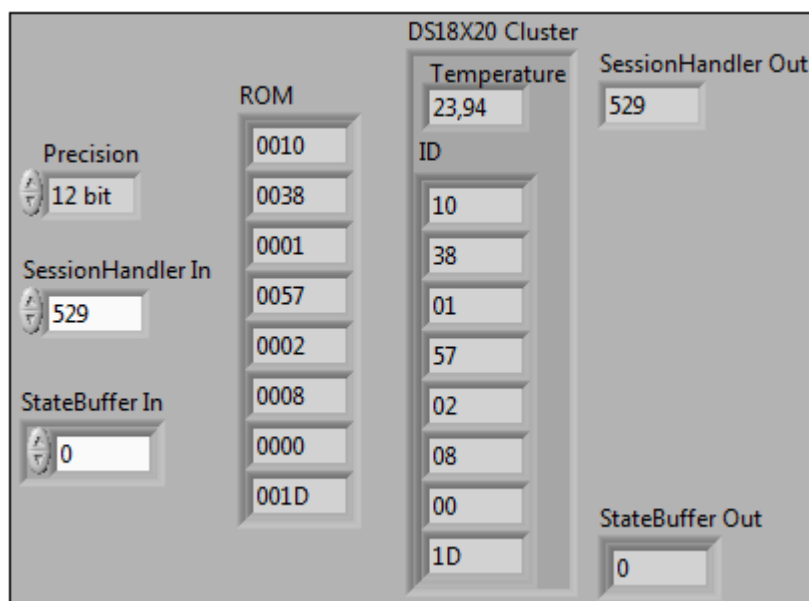 DS18X20 Cluster
Temperature
23,94
SessionHandler Out
529
ROM
0010
0038
0001
0057
0002
0008
0000
001D
ID
10
38
01
57
02
08
00
1D
Precision
12 bit
SessionHandler In
529
StateBuffer In
0
StateBuffer Out
0